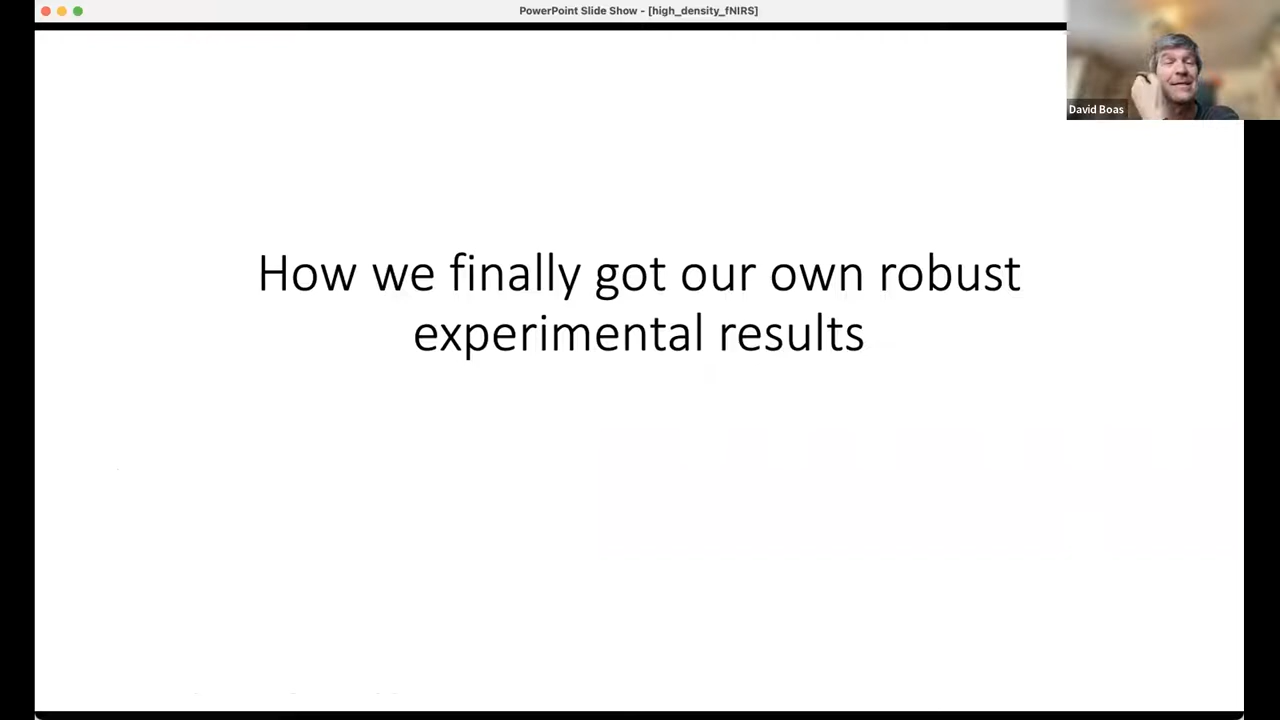 PowerPoint Slide Show - [high_density_fNIRS]
David Boas
How we finally got our own robust
experimental results